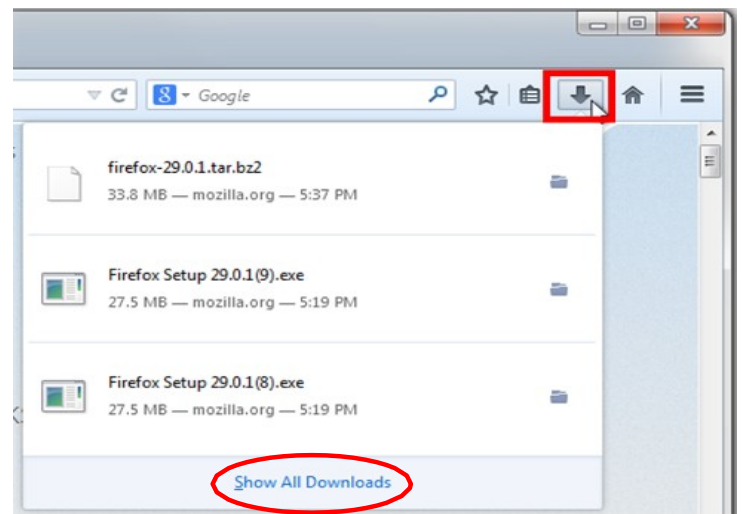 8 Google
firefox-29.0.1.tar.bz2
33.8 MB — mozilla.org — 5:37 PM
Firefox Setup 29.0.1(9).exe
27.5 MB — mozilla.org — 5:19 PM
Firefox Setup 29.0.1(8).exe
27.5 MB — mozilla.org — 5:19 PM
Show All Downloads